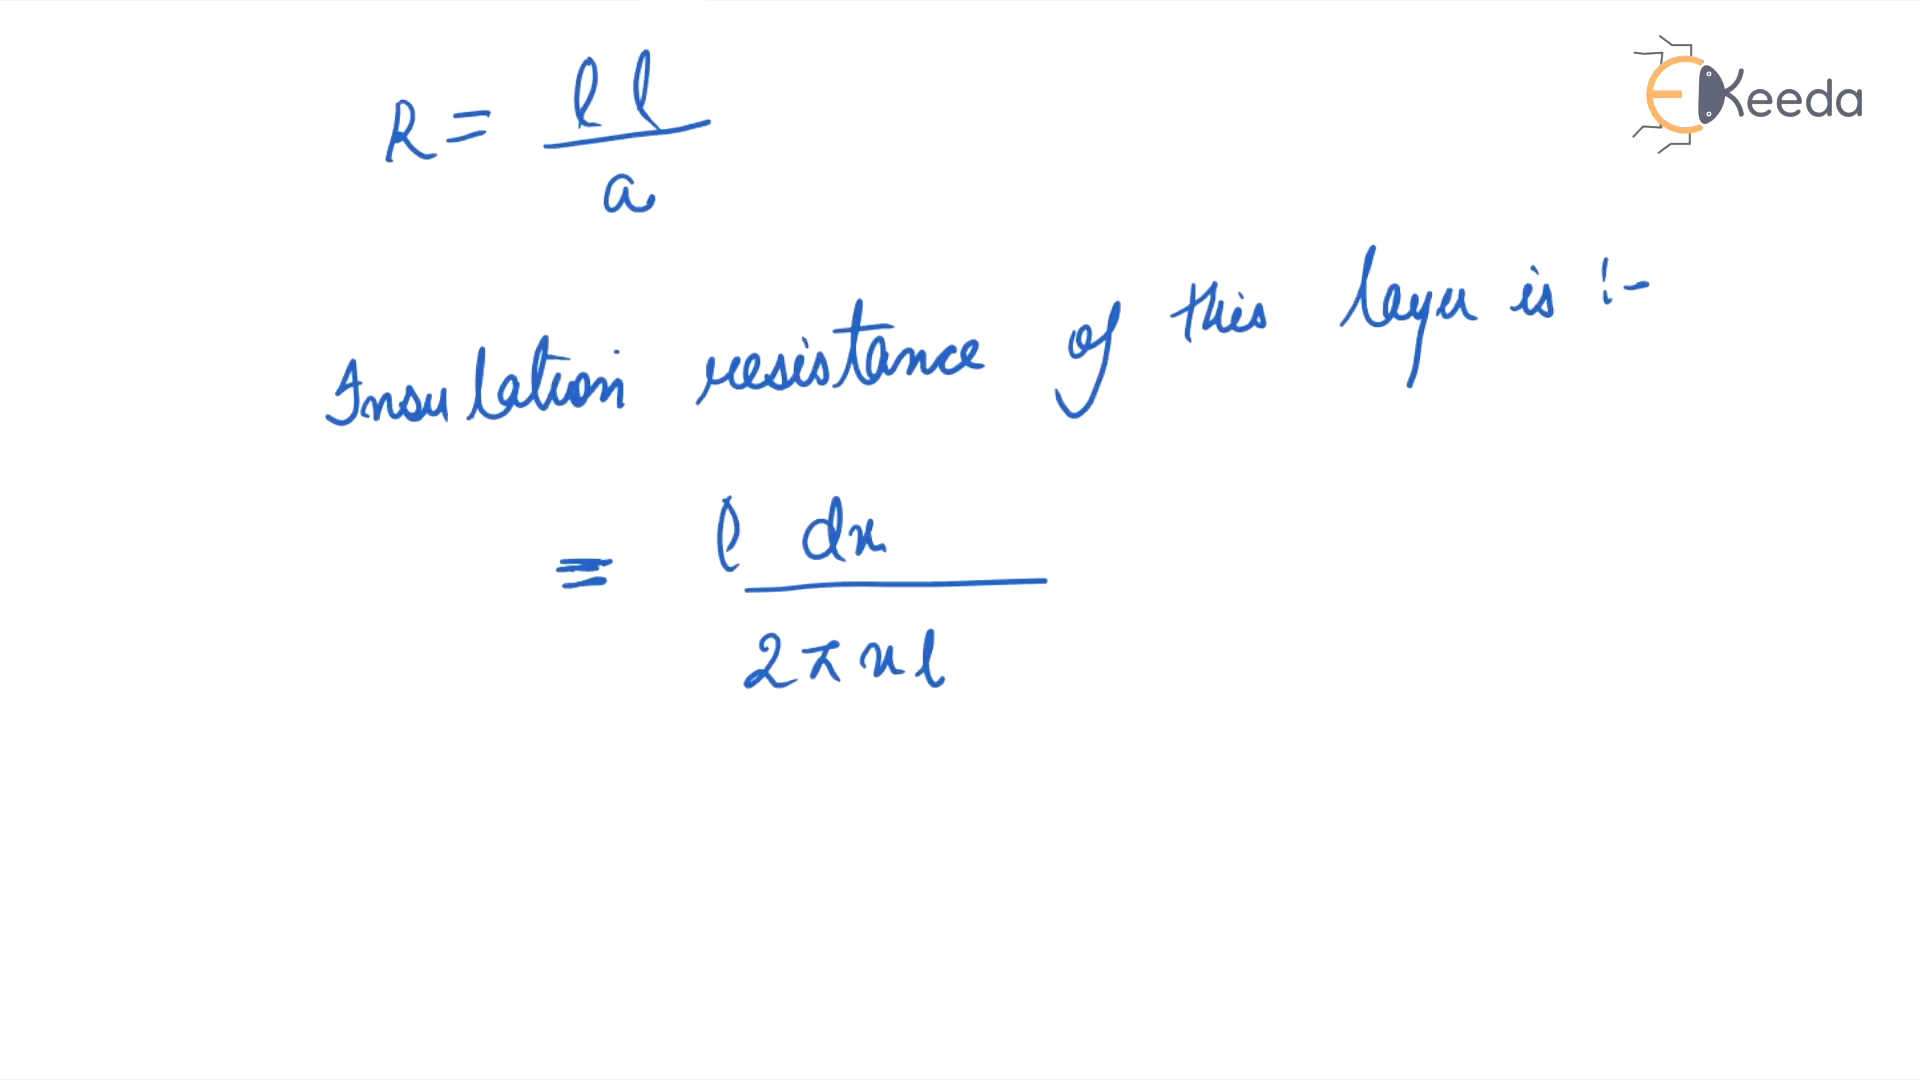 EKeeda
R = ρl
a
Insulation resistance of this layer is :-
= ρ dx
2πxl